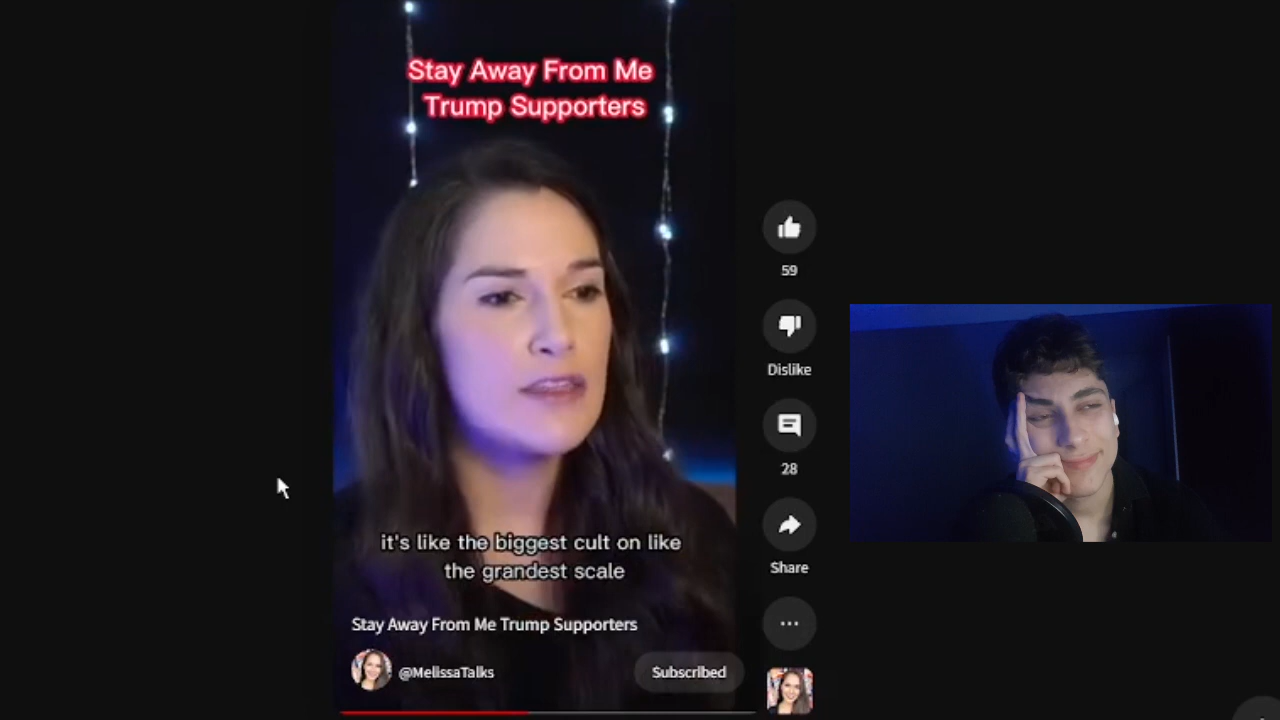 Stay Away From Me
Trump Supporters
59
Dislike
28
Share
it's like the biggest cult on like
the grandest scale
Stay Away From Me Trump Supporters
@MelissaTalks
Subscribed